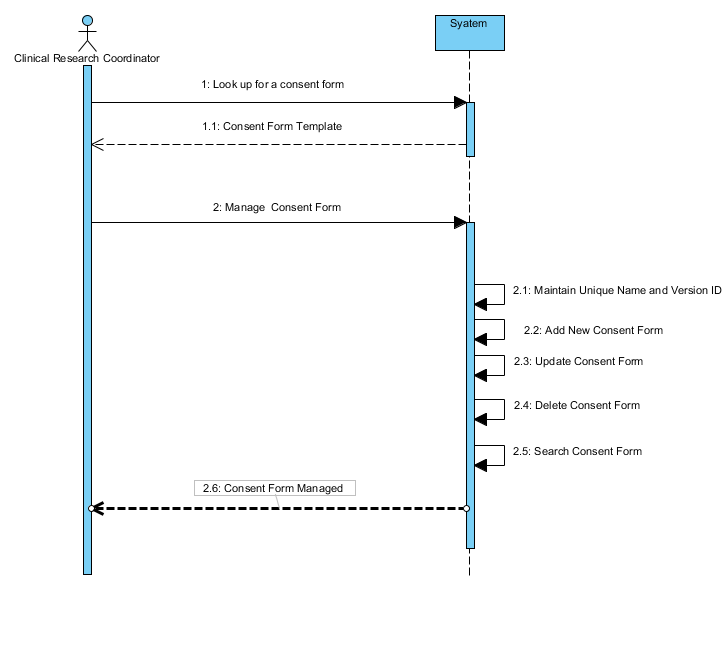 Syatem
Clinical Research Coordinator
1: Look up for a consent form
1.1: Consent Form Template
2: Manage  Consent Form
2.1: Maintain Unique Name and Version ID
2.2: Add New Consent Form
2.3: Update Consent Form
2.4: Delete Consent Form
2.5: Search Consent Form
2.6: Consent Form Managed